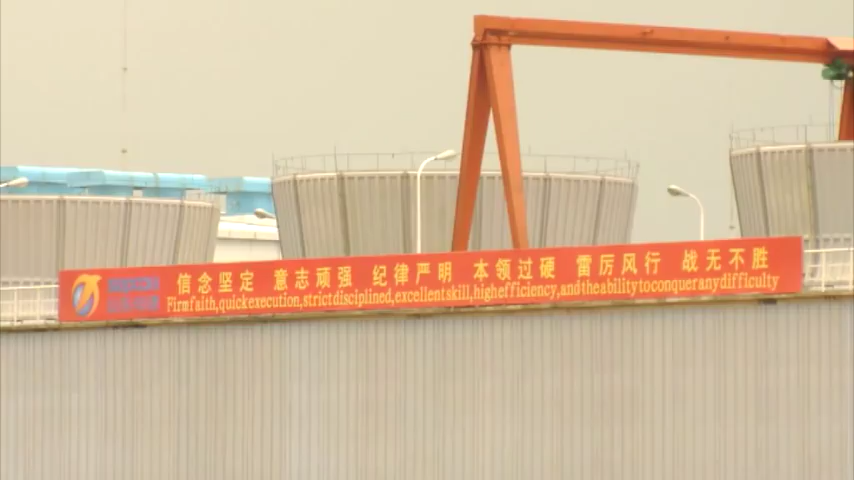 信念坚定 意志顽强 纪律严明 本领过硬 雷厉风行 战无不胜
Firmfaith,quickexecution,strictdisciplined,excellentskill,highefficiency,andtheabilitytoconqueranydifficulty